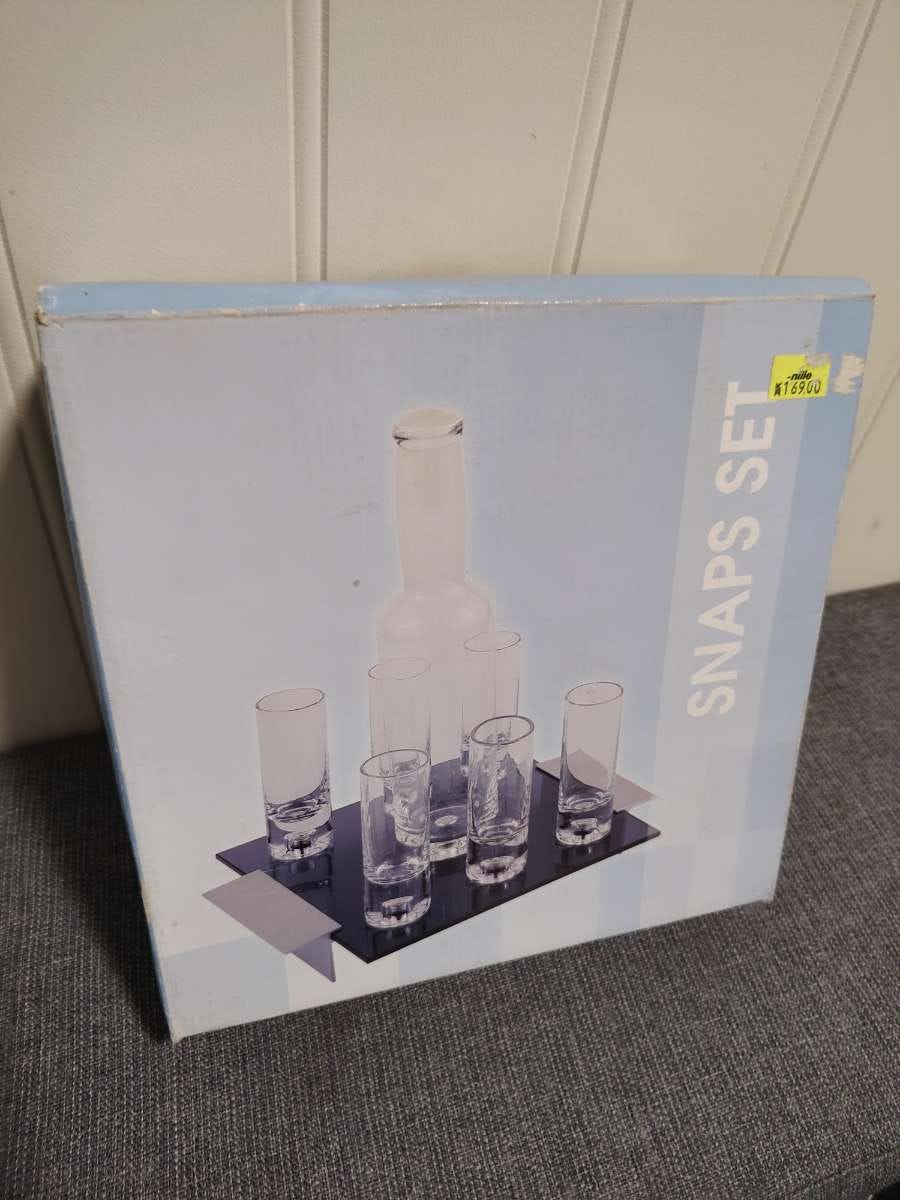 SNAPS SET
-nille
K 169.00